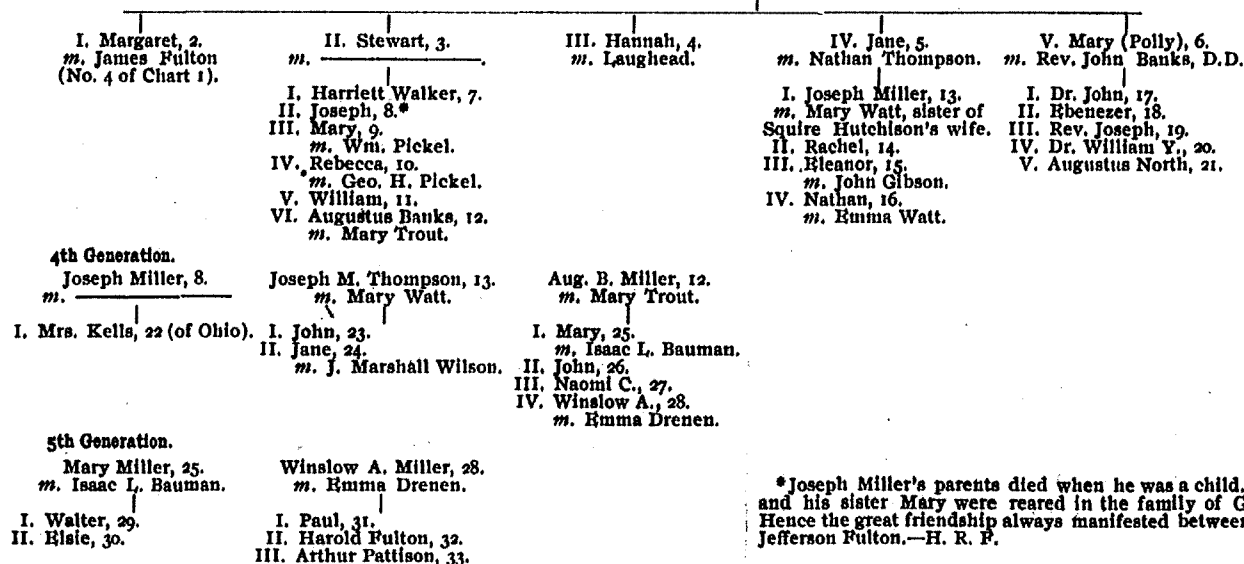 I. Margaret, 2.
m. James Fulton
(No. 4 of Chart 1).
II. Stewart, 3.
m. ————.
I. Harriett Walker, 7.
II. Joseph, 8.*
III. Mary, 9.
m. Wm. Pickel.
IV. Rebecca, 10.
m. Geo. H. Pickel.
V. William, 11.
VI. Augustus Banks, 12.
m. Mary Trout.
III. Hannah, 4.
m. Laughead.
IV. Jane, 5.
m. Nathan Thompson.
I. Joseph Miller, 13.
m. Mary Watt, sister of
Squire Hutchison's wife.
II. Rachel, 14.
III. Eleanor, 15.
m. John Gibson.
IV. Nathan, 16.
m. Emma Watt.
V. Mary (Polly), 6.
m. Rev. John Banks, D.D.
I. Dr. John, 17.
II. Ebenezer, 18.
III. Rev. Joseph, 19.
IV. Dr. William Y., 20.
V. Augustus North, 21.
4th Generation.
Joseph Miller, 8.
m. ————
I. Mrs. Kells, 22 (of Ohio).
Joseph M. Thompson, 13.
m. Mary Watt.
I. John, 23.
II. Jane, 24.
m. J. Marshall Wilson.
Aug. B. Miller, 12.
m. Mary Trout.
I. Mary, 25.
m. Isaac L. Bauman.
II. John, 26.
III. Naomi C., 27.
IV. Winslow A., 28.
m. Emma Drenen.
5th Generation.
Mary Miller, 25.
m. Isaac L. Bauman.
I. Walter, 29.
II. Elsie, 30.
Winslow A. Miller, 28.
m. Emma Drenen.
I. Paul, 31.
II. Harold Fulton, 32.
III. Arthur Pattison, 33.
*Joseph Miller's parents died when he was a child.
and his sister Mary were reared in the family of G
Hence the great friendship always manifested between
Jefferson Fulton.—H. R. F.